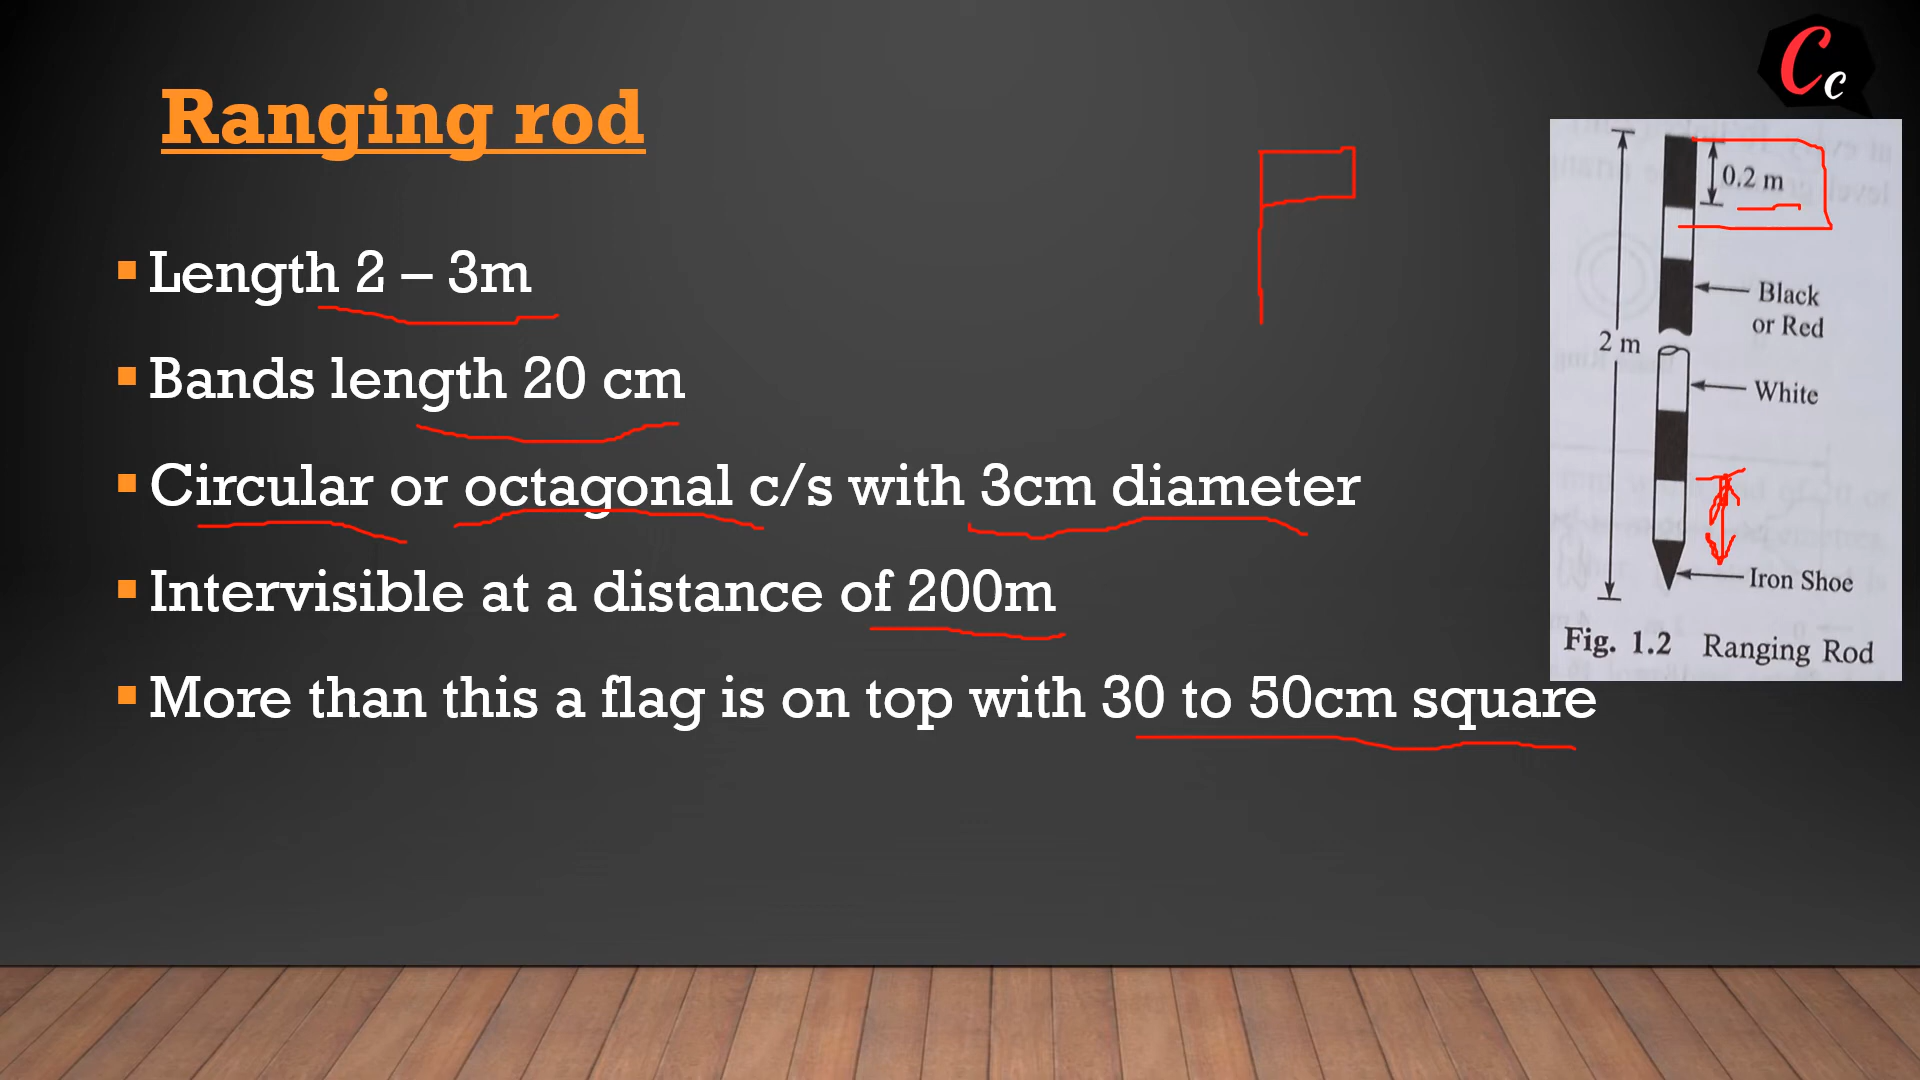 Cc
Ranging rod
Length 2 – 3m
Bands length 20 cm
Circular or octagonal c/s with 3cm diameter
Intervisible at a distance of 200m
More than this a flag is on top with 30 to 50cm square
0.2 m
Black
or Red
2 m
White
Iron Shoe
Fig. 1.2 Ranging Rod